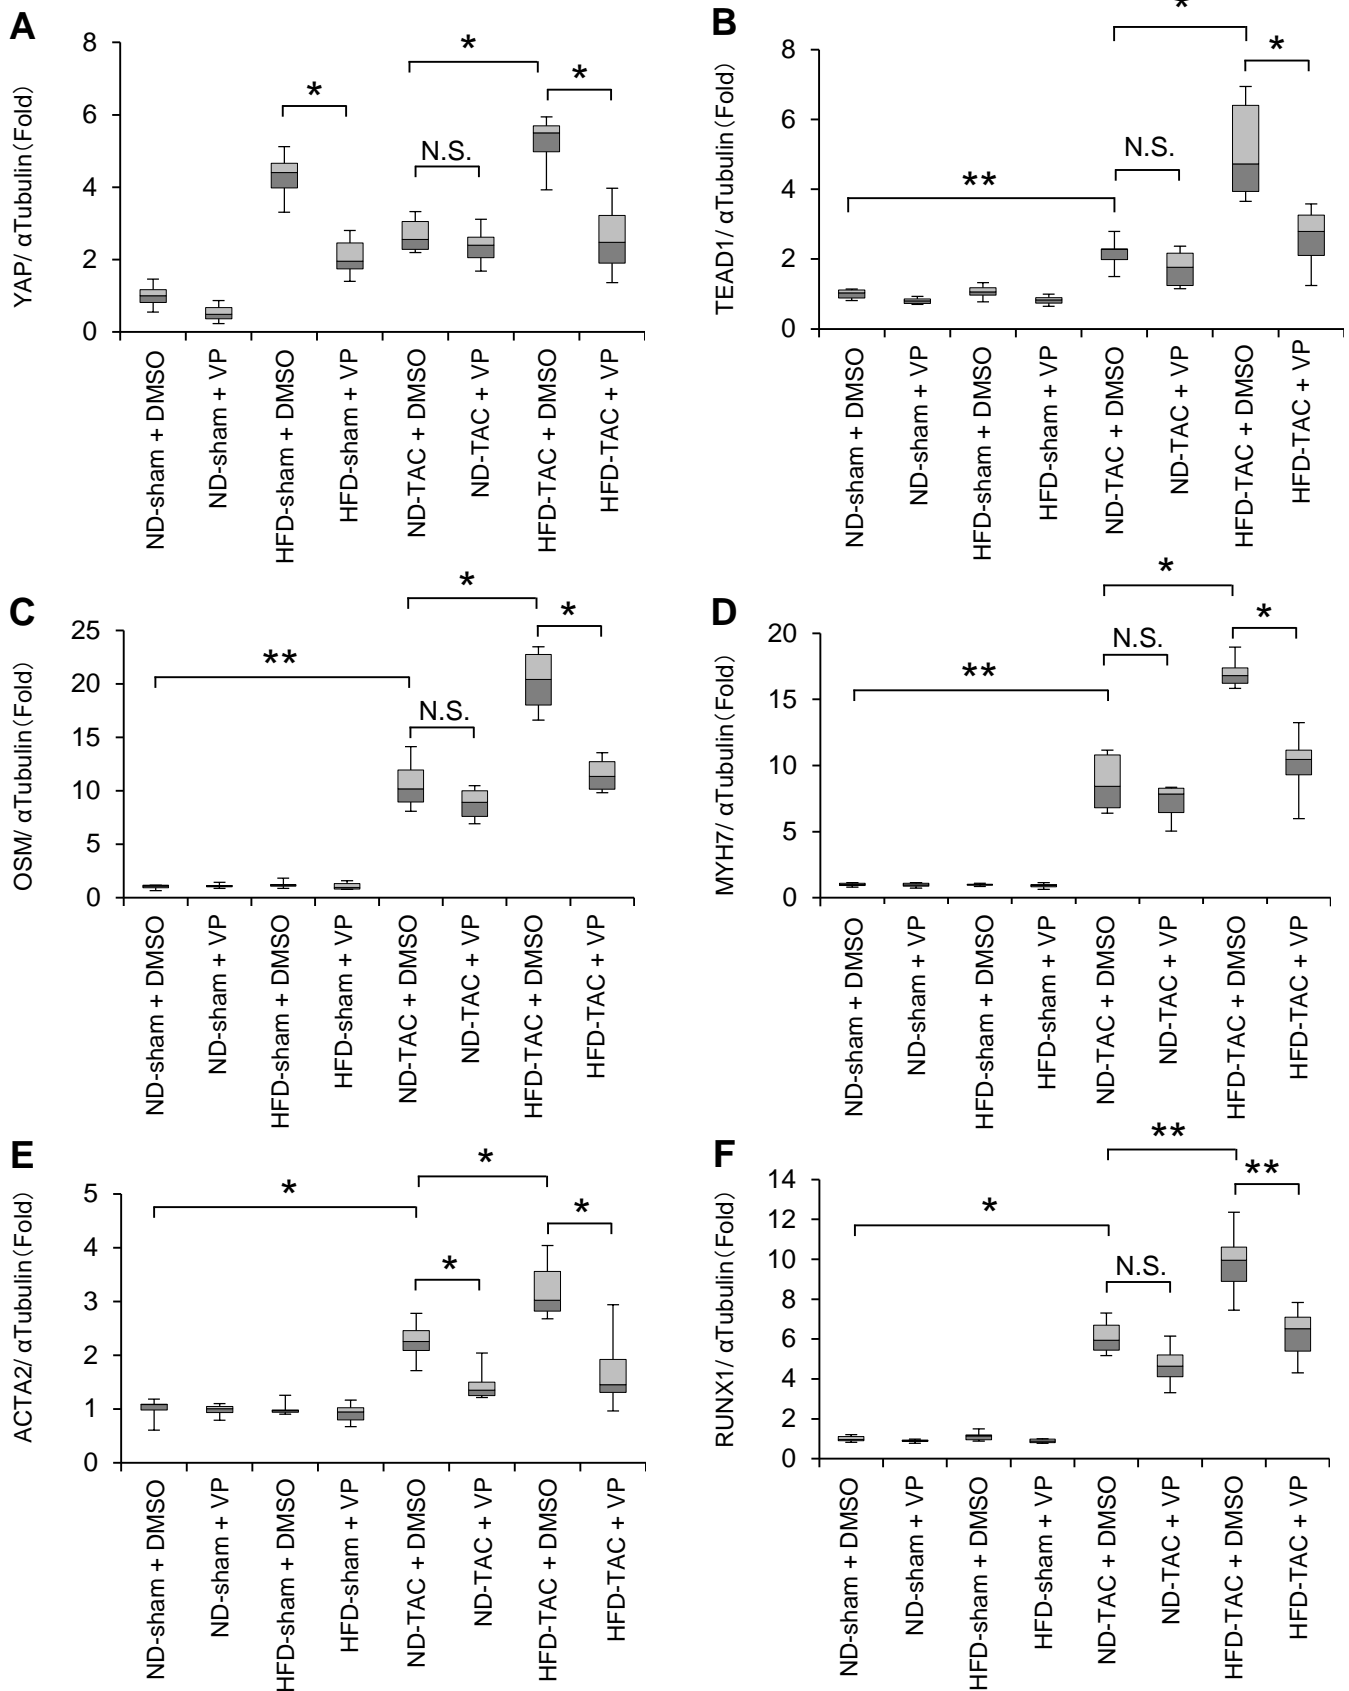 A
YAP/ αTubulin(Fold)
8
6
4
2
0
*
*
*
N.S.
ND-sham + DMSO
ND-sham + VP
HFD-sham + DMSO
HFD-sham + VP
ND-TAC + DMSO
ND-TAC + VP
HFD-TAC + DMSO
HFD-TAC + VP
B
TEAD1/ αTubulin(Fold)
8
6
4
2
0
*
*
N.S.
**
ND-sham + DMSO
ND-sham + VP
HFD-sham + DMSO
HFD-sham + VP
ND-TAC + DMSO
ND-TAC + VP
HFD-TAC + DMSO
HFD-TAC + VP
C
OSM/ αTubulin(Fold)
25
20
15
10
5
0
*
*
**
N.S.
ND-sham + DMSO
ND-sham + VP
HFD-sham + DMSO
HFD-sham + VP
ND-TAC + DMSO
ND-TAC + VP
HFD-TAC + DMSO
HFD-TAC + VP
D
MYH7/ αTubulin(Fold)
20
15
10
5
0
*
*
N.S.
**
ND-sham + DMSO
ND-sham + VP
HFD-sham + DMSO
HFD-sham + VP
ND-TAC + DMSO
ND-TAC + VP
HFD-TAC + DMSO
HFD-TAC + VP
E
ACTA2/ αTubulin(Fold)
5
4
3
2
1
0
*
*
*
*
ND-sham + DMSO
ND-sham + VP
HFD-sham + DMSO
HFD-sham + VP
ND-TAC + DMSO
ND-TAC + VP
HFD-TAC + DMSO
HFD-TAC + VP
F
RUNX1/ αTubulin(Fold)
14
12
10
8
6
4
2
0
**
**
*
N.S.
ND-sham + DMSO
ND-sham + VP
HFD-sham + DMSO
HFD-sham + VP
ND-TAC + DMSO
ND-TAC + VP
HFD-TAC + DMSO
HFD-TAC + VP